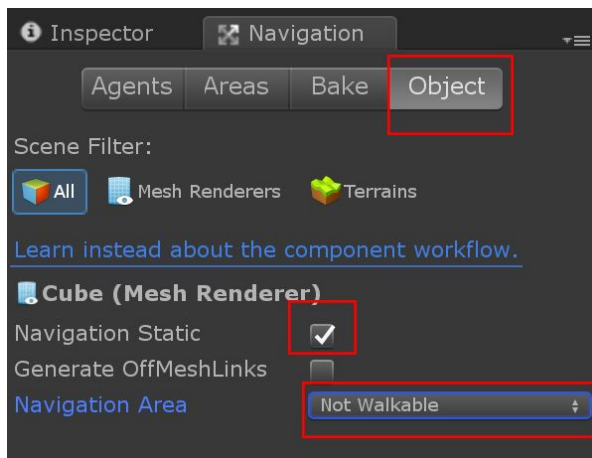 Inspector Navigation
Agents Areas Bake Object
Scene Filter:
All Mesh Renderers Terrains
Learn instead about the component workflow.
Cube (Mesh Renderer)
Navigation Static
Generate OffMeshLinks
Navigation Area Not Walkable